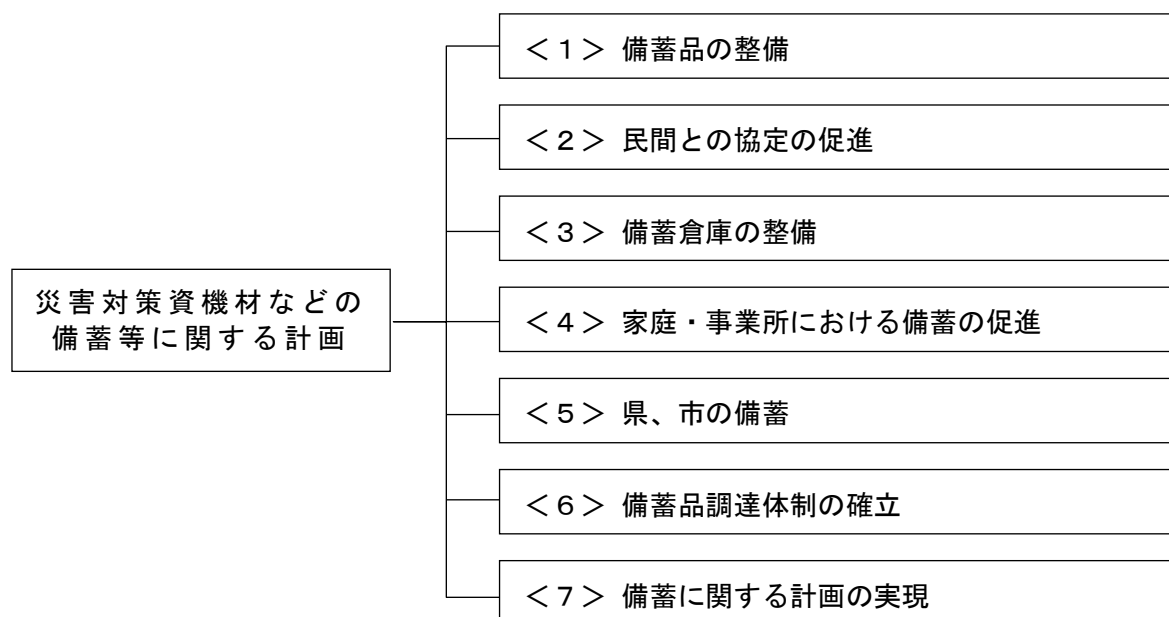 ＜１＞ 備蓄品の整備
＜２＞ 民間との協定の促進
＜３＞ 備蓄倉庫の整備
災害対策資機材などの
備蓄等に関する計画
＜４＞ 家庭・事業所における備蓄の促進
＜５＞ 県、市の備蓄
＜６＞ 備蓄品調達体制の確立
＜７＞ 備蓄に関する計画の実現